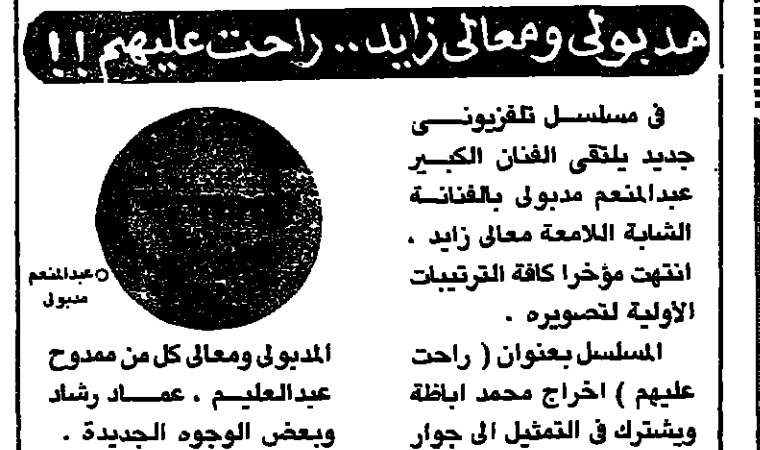 مدبولى ومعالى زايد .. راحت عليهم !!
فى مسلسل تلفزيونى
جديد يلتقى الفنان الكبير
عبدالمنعم مدبولى بالفنانة
الشابة اللامعة معالى زايد .
انتهت مؤخرا كافة الترتيبات
الأولية لتصويره .
المسلسل بعنوان ( راحت
عليهم ) اخراج محمد اباظة
ويشترك فى التمثيل الى جوار
عبدالمنعم
مدبولى
المدبولى ومعالى كل من ممدوح
عبدالعليم . عماد رشاد
وبعض الوجوه الجديدة .